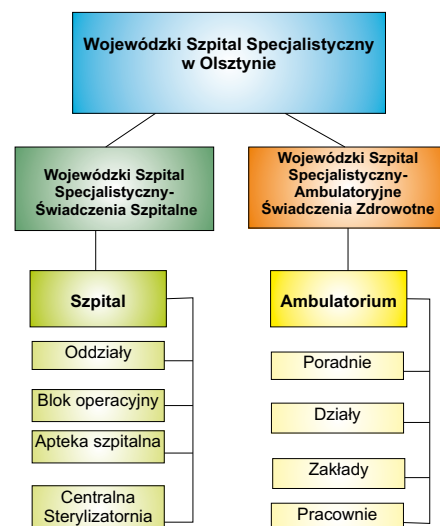 Wojewódzki Szpital Specjalistyczny
w Olsztynie
Wojewódzki Szpital
Specjalistyczny-
Świadczenia Szpitalne
Wojewódzki Szpital
Specjalistyczny-
Ambulatoryjne
Świadczenia Zdrowotne
Szpital
Ambulatorium
Oddziały
Blok operacyjny
Apteka szpitalna
Centralna
Sterylizatornia
Poradnie
Działy
Zakłady
Pracownie